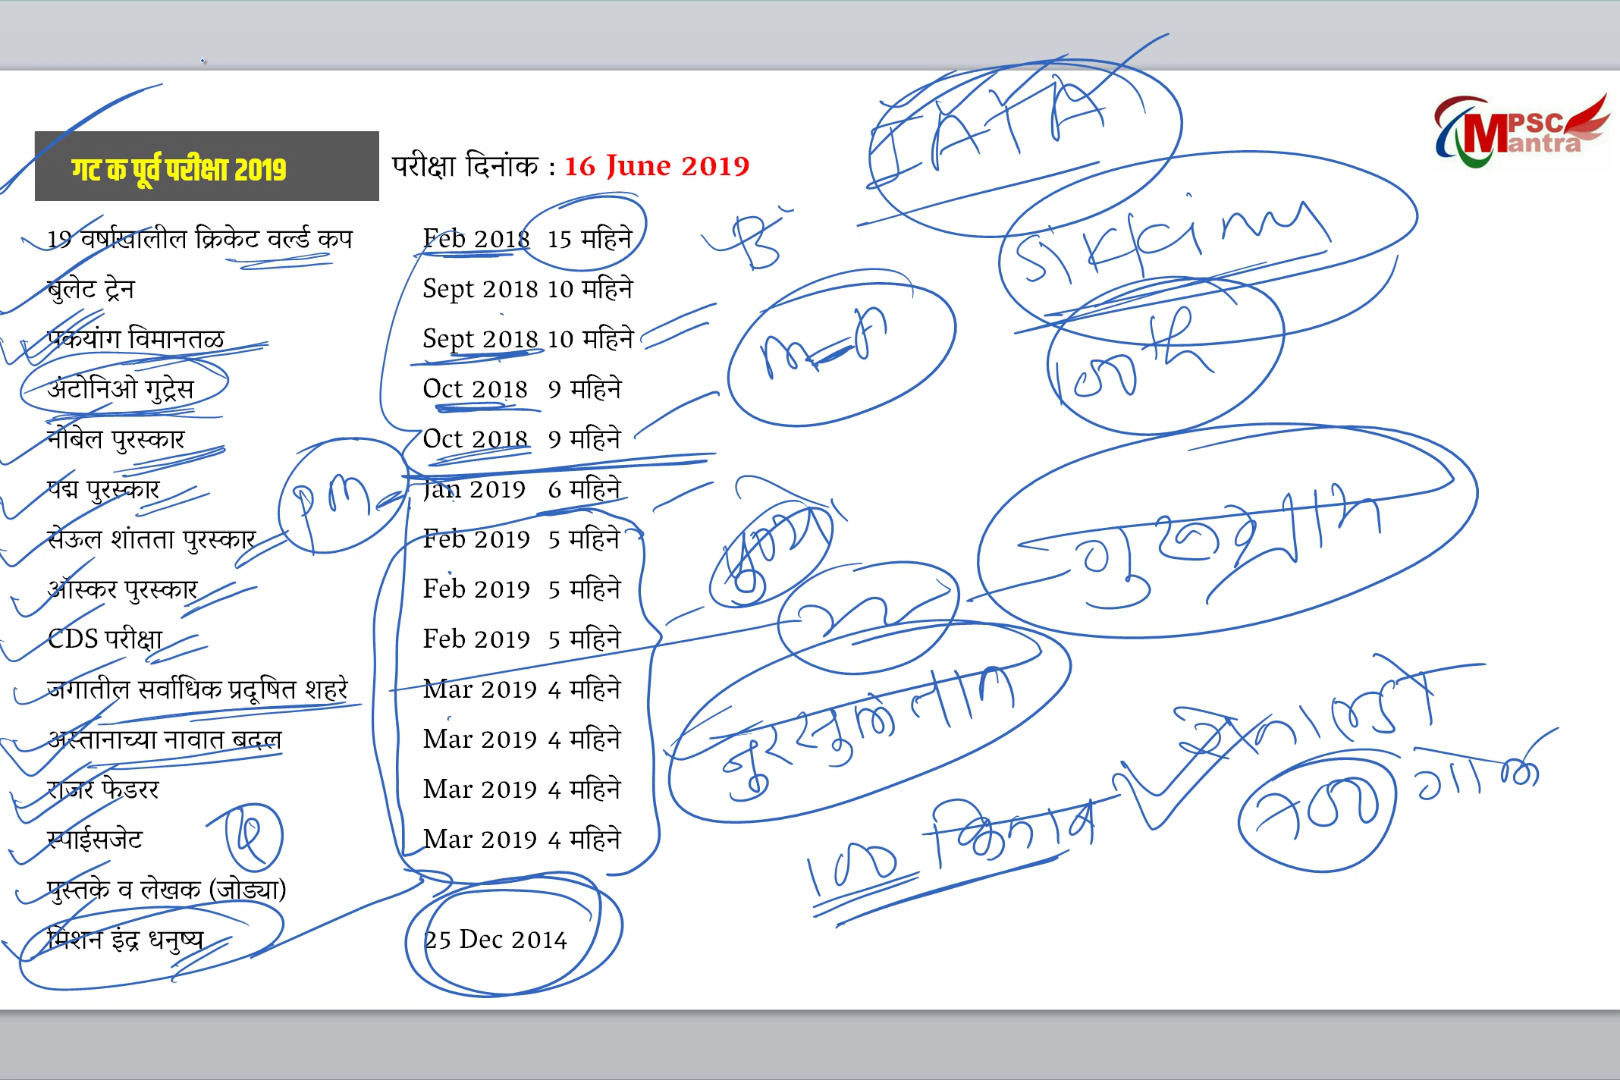 गट क पूर्व परीक्षा 2019 परीक्षा दिनांक : 16 June 2019
MPSC Mantra
19 वर्षाखालील क्रिकेट वर्ल्ड कप Feb 2018 15 महिने
बुलेट ट्रेन Sept 2018 10 महिने
पकयांग विमानतळ Sept 2018 10 महिने
अंटोनिओ गुट्रेस Oct 2018 9 महिने
नोबेल पुरस्कार Oct 2018 9 महिने
पद्म पुरस्कार Jan 2019 6 महिने
सेऊल शांतता पुरस्कार Feb 2019 5 महिने
ऑस्कर पुरस्कार Feb 2019 5 महिने
CDS परीक्षा Feb 2019 5 महिने
जगातील सर्वाधिक प्रदूषित शहरे Mar 2019 4 महिने
अस्तानाच्या नावात बदल Mar 2019 4 महिने
राजर फेडरर Mar 2019 4 महिने
स्पाईसजेट Mar 2019 4 महिने
पुस्तके व लेखक (जोड्या)
मिशन इंद्र धनुष्य 25 Dec 2014
IATA
Sikkim
100th
PM
गुरुग्राम
नुरसुलतान
100 किताब